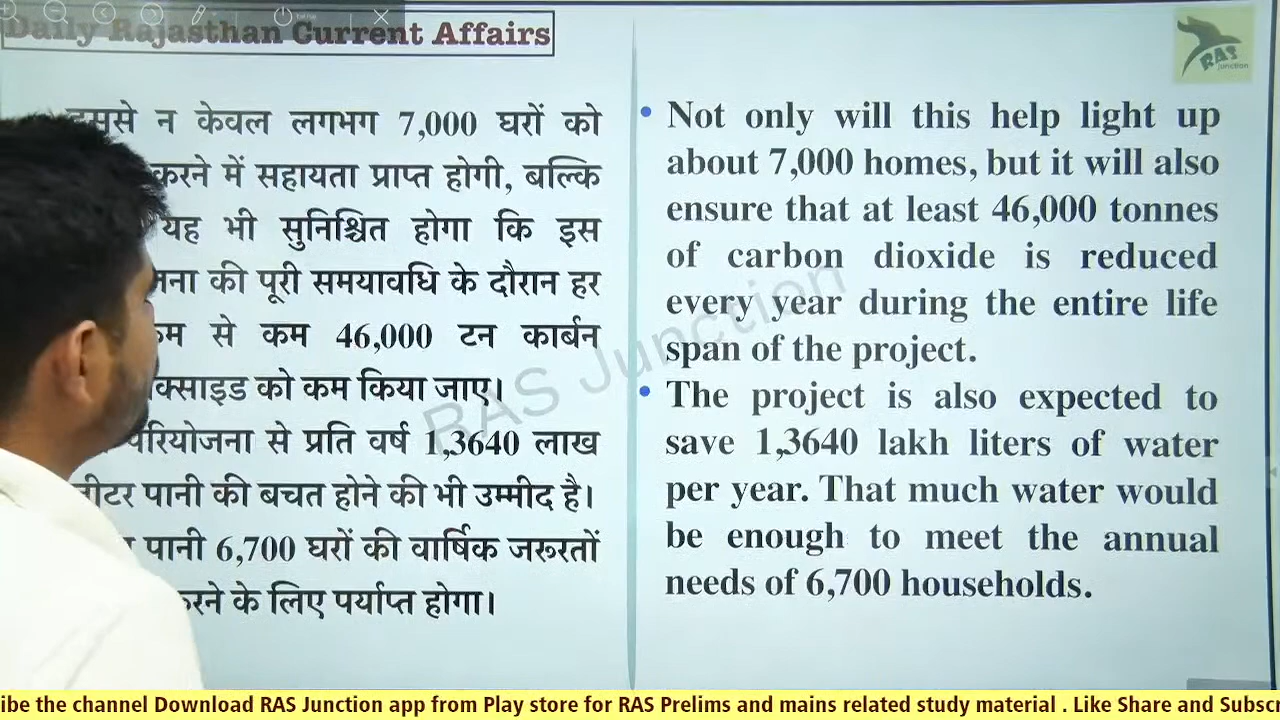 Daily Rajasthan Current Affairs
RAS
Junction
न केवल लगभग 7,000 घरों को
करने में सहायता प्राप्त होगी, बल्कि
यह भी सुनिश्चित होगा कि इस
की पूरी समयावधि के दौरान हर
से कम 46,000 टन कार्बन
को कम किया जाए।
परियोजना से प्रति वर्ष 1,3640 लाख
लीटर पानी की बचत होने की भी उम्मीद है।
पानी 6,700 घरों की वार्षिक जरूरतों
के लिए पर्याप्त होगा।
• Not only will this help light up
about 7,000 homes, but it will also
ensure that at least 46,000 tonnes
of carbon dioxide is reduced
every year during the entire life
span of the project.
• The project is also expected to
save 1,3640 lakh liters of water
per year. That much water would
be enough to meet the annual
needs of 6,700 households.
RAS Junction
the channel Download RAS Junction app from Play store for RAS Prelims and mains related study material . Like Share and